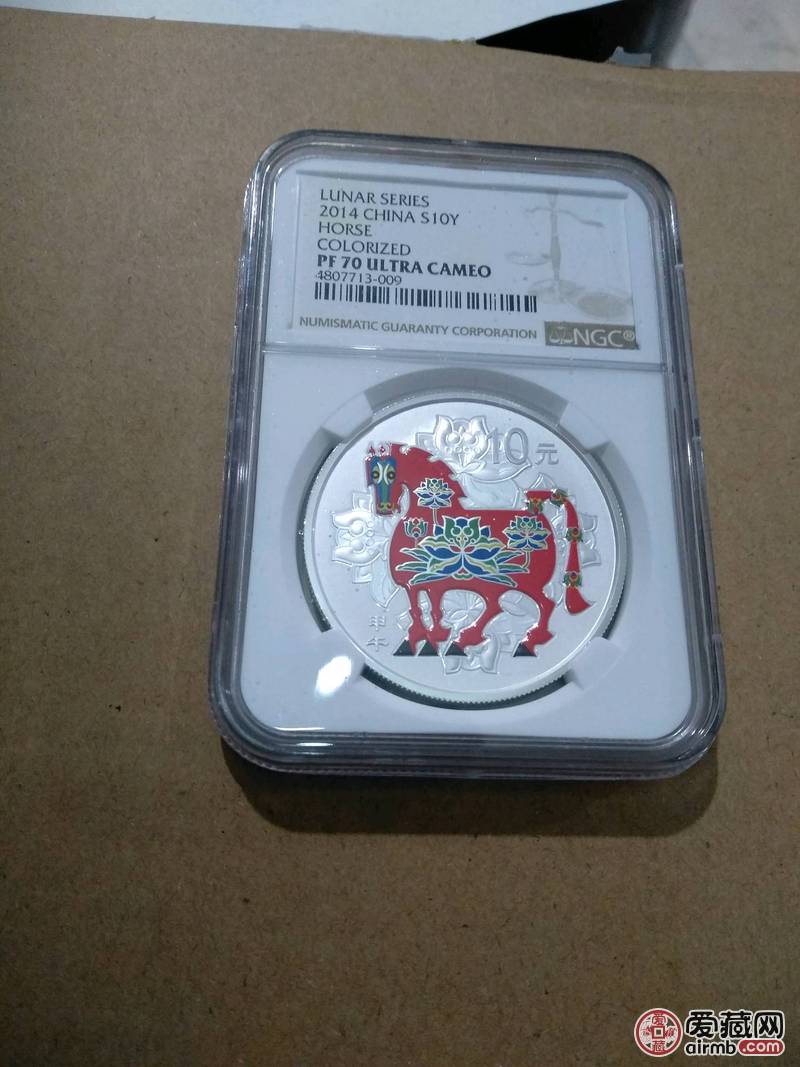 LUNAR SERIES
2014 CHINA S10Y
HORSE
COLORIZED
PF 70 ULTRA CAMEO
4807713-009
NUMISMATIC GUARANTY CORPORATION NGC®
10元
甲午
爱藏网
airmb.com